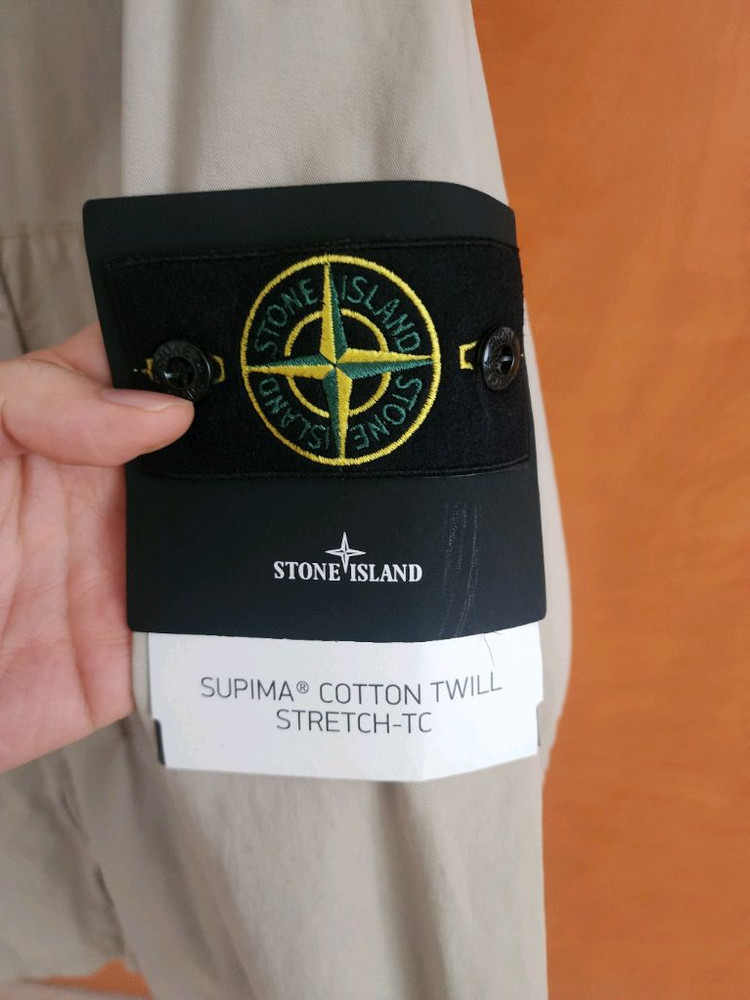 STONE ISLAND
STONE ISLAND
STONE ISLAND
SUPIMA® COTTON TWILL
STRETCH-TC